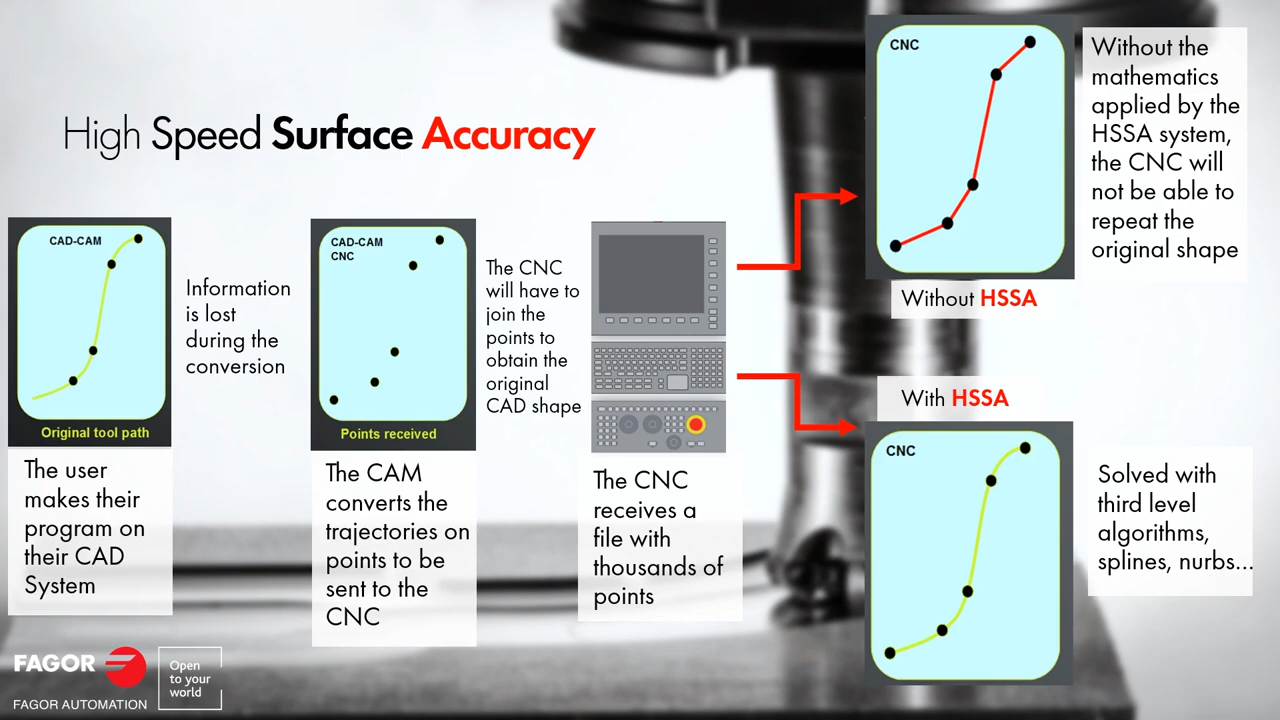 High Speed Surface Accuracy
CAD-CAM
Original tool path
The user
makes their
program on
their CAD
System
Information
is lost
during the
conversion
CAD-CAM
CNC
Points received
The CAM
converts the
trajectories on
points to be
sent to the
CNC
The CNC
will have to
join the
points to
obtain the
original
CAD shape
The CNC
receives a
file with
thousands of
points
CNC
Without HSSA
Without the
mathematics
applied by the
HSSA system,
the CNC will
not be able to
repeat the
original shape
With HSSA
CNC
Solved with
third level
algorithms,
splines, nurbs...
FAGOR
FAGOR AUTOMATION
Open
to your
world